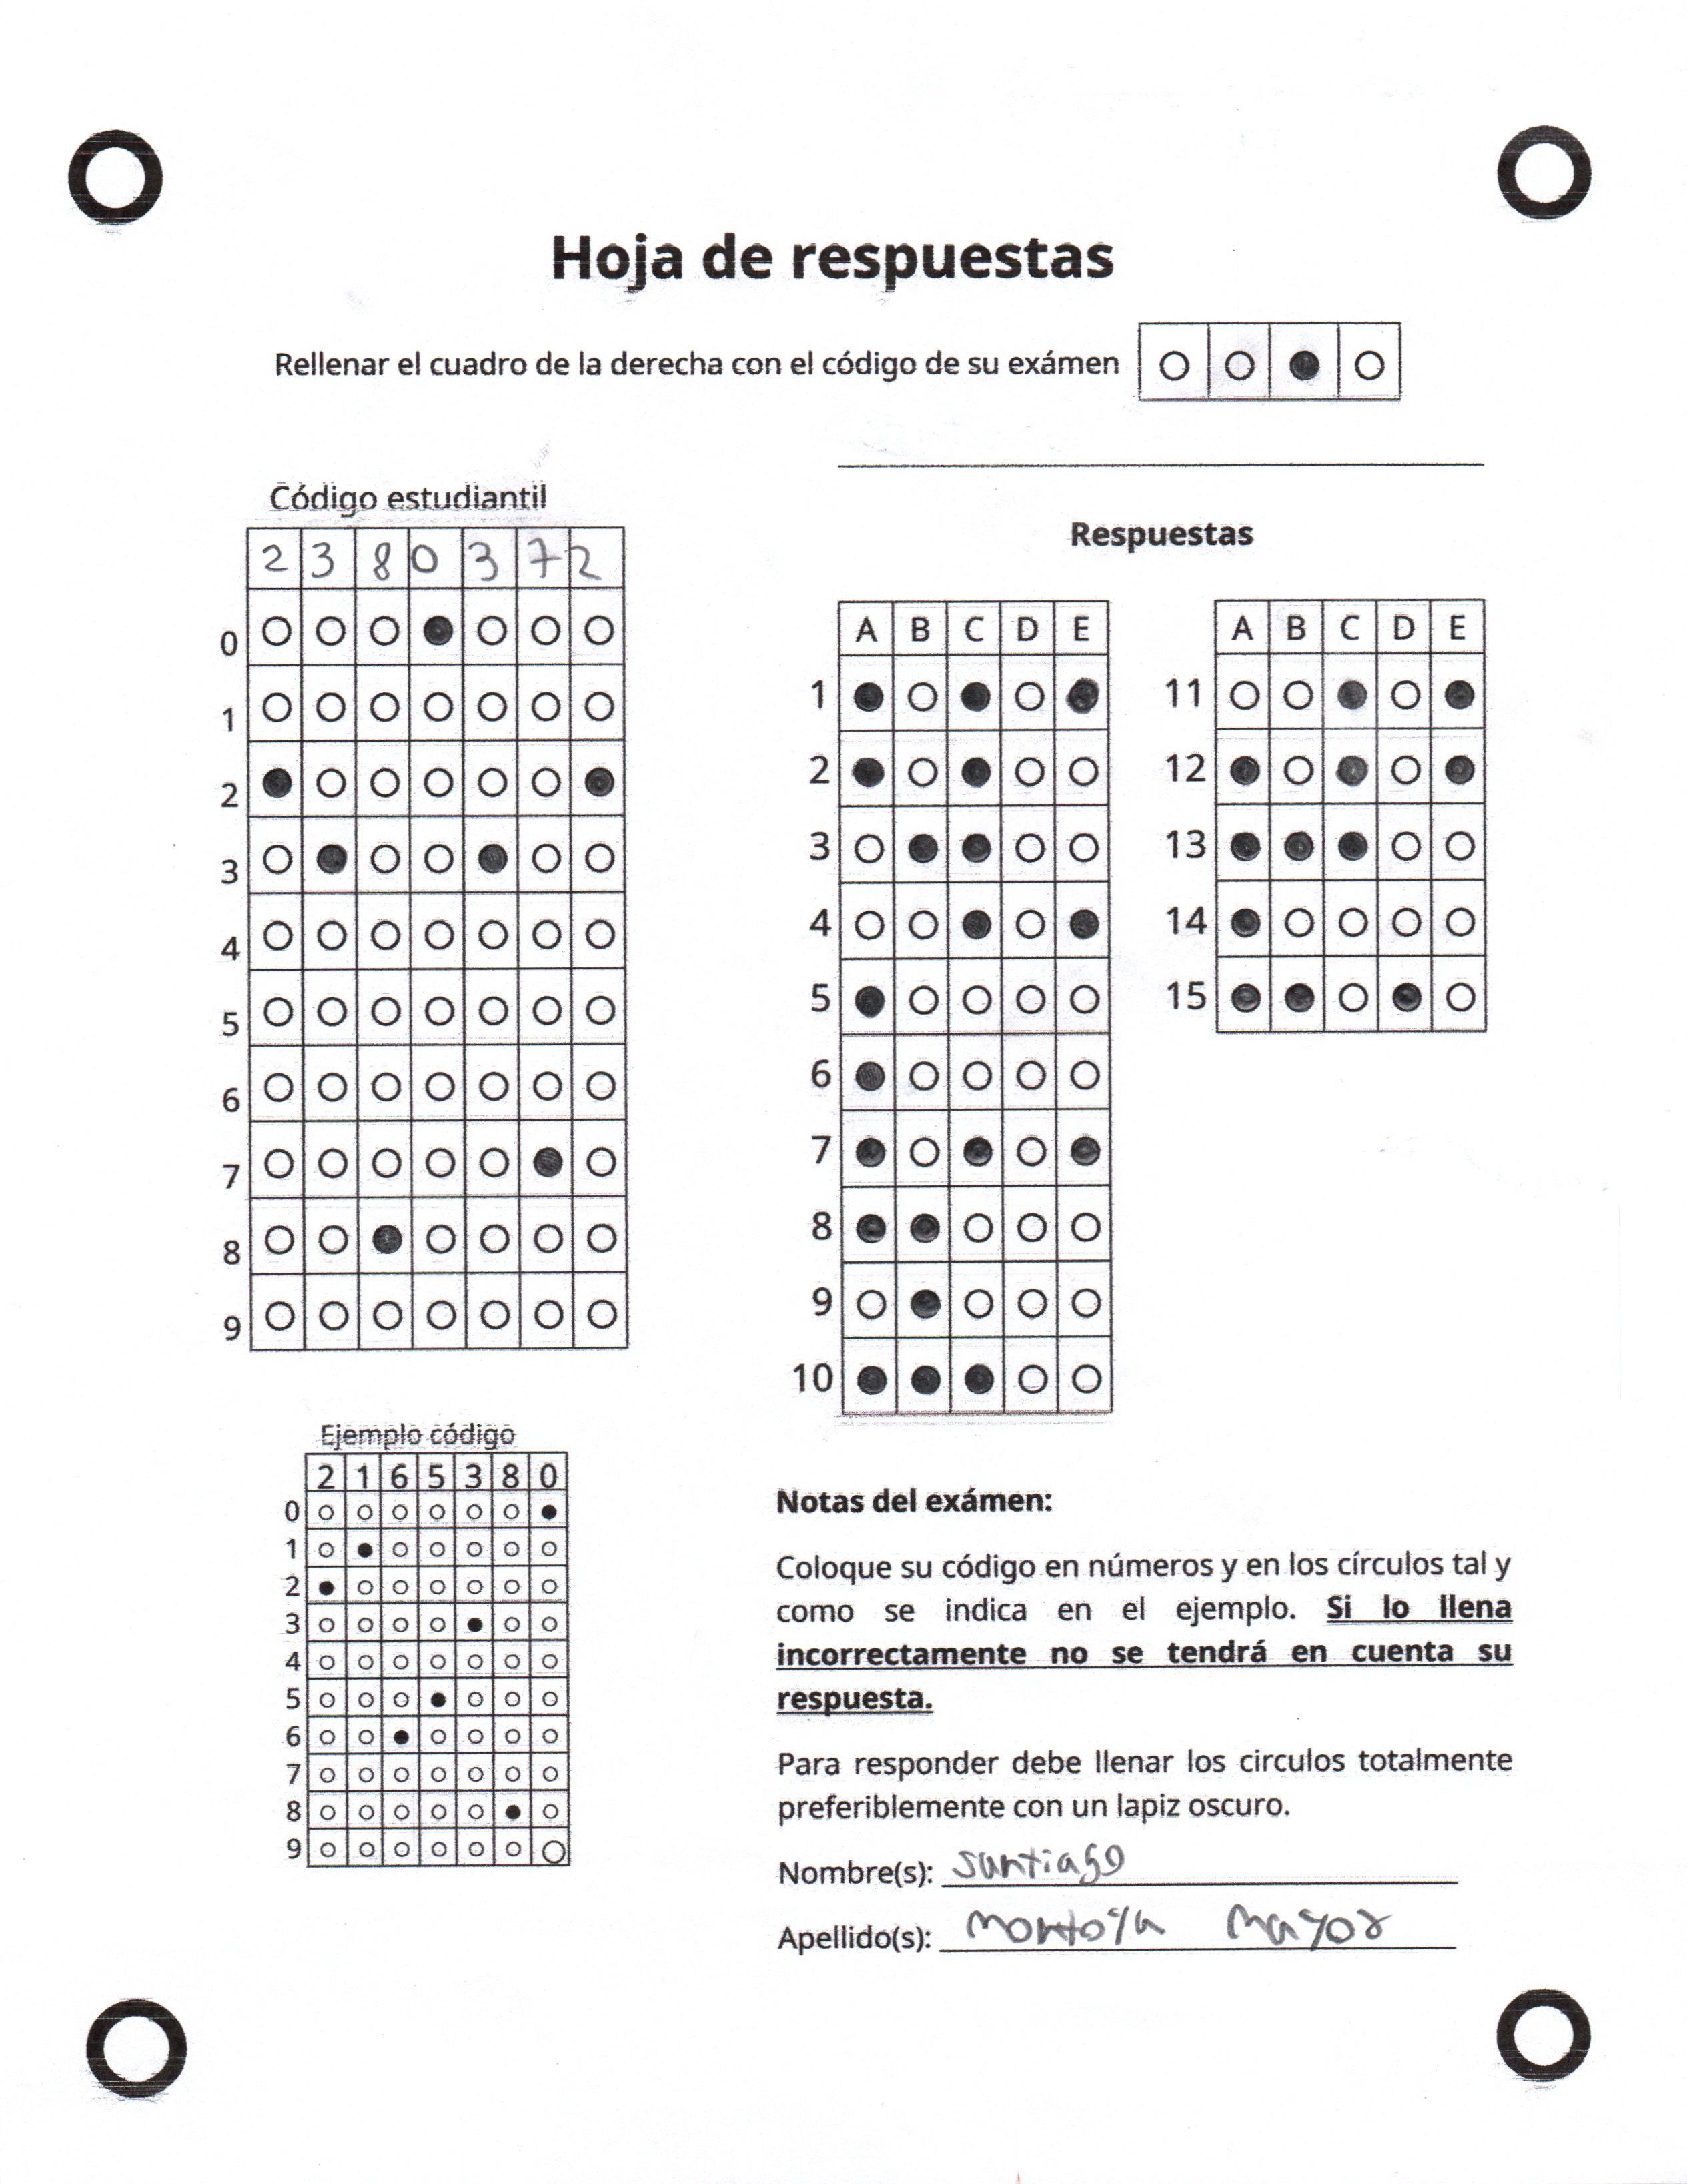 Hoja de respuestas
Rellenar el cuadro de la derecha con el código de su exámen
Código estudiantil
2 3 8 0 3 7 2
0
1
2
3
4
5
6
7
8
9
Respuestas
A B C D E
1
2
3
4
5
6
7
8
9
10
A B C D E
11
12
13
14
15
Ejemplo código
2 1 6 5 3 8 0
0
1
2
3
4
5
6
7
8
9
Notas del exámen:
Coloque su código en números y en los círculos tal y
como se indica en el ejemplo. Si lo llena
incorrectamente no se tendrá en cuenta su
respuesta.
Para responder debe llenar los circulos totalmente
preferiblemente con un lapiz oscuro.
Nombre(s): Santiago
Apellido(s): Montoya Mayor